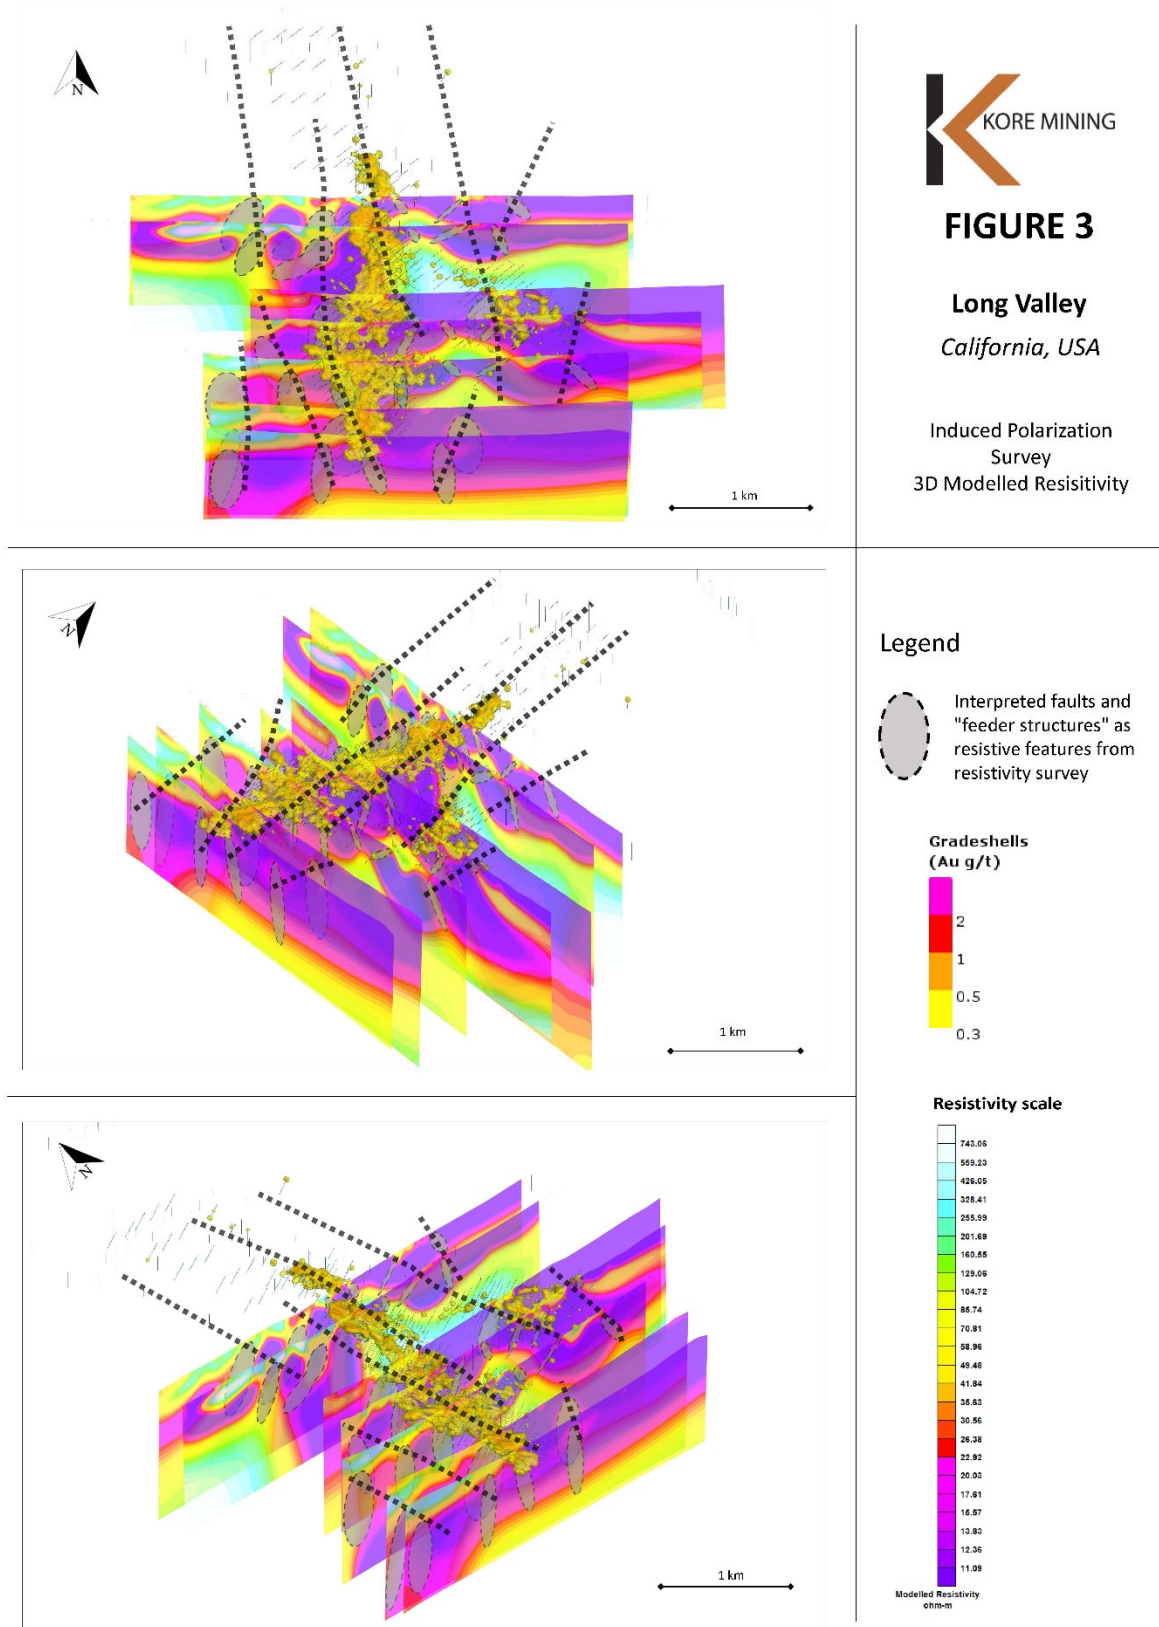 N
KORE MINING
FIGURE 3
Long Valley
California, USA
Induced Polarization
Survey
3D Modelled Resisitivity
1 km
N
Legend
Interpreted faults and
"feeder structures" as
resistive features from
resistivity survey
Gradeshells
(Au g/t)
2
1
0.5
0.3
1 km
N
Resistivity scale
743.06
559.23
426.05
328.41
255.99
201.69
160.55
129.06
104.72
85.74
70.81
58.96
49.48
41.84
35.63
30.56
26.38
22.92
20.03
17.61
15.57
13.83
12.36
11.09
Modelled Resistivity
ohm-m
1 km